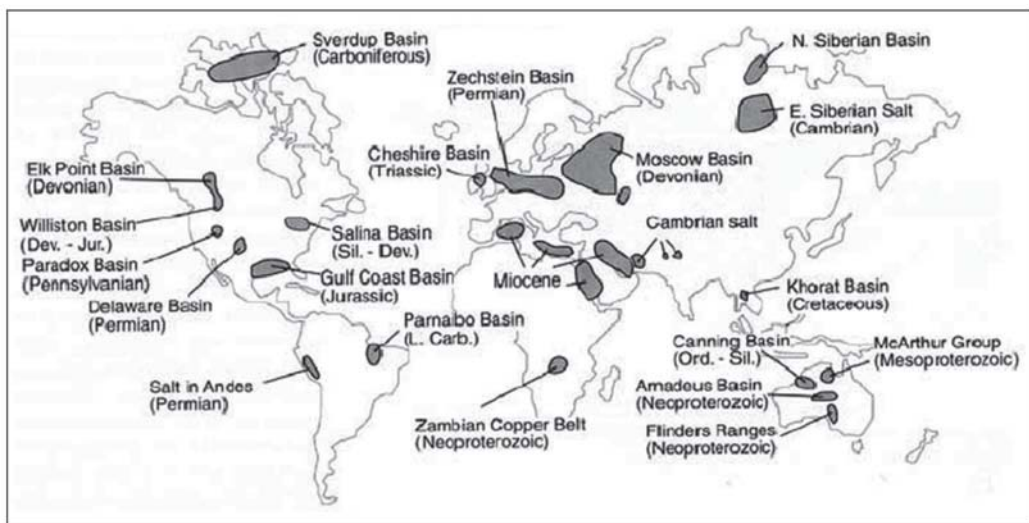 Sverdup Basin
(Carboniferous)
N. Siberian Basin
Zechstein Basin
(Permian)
E. Siberian Salt
(Cambrian)
Cheshire Basin
(Triassic)
Moscow Basin
(Devonian)
Elk Point Basin
(Devonian)
Williston Basin
(Dev. - Jur.)
Salina Basin
(Sil. - Dev.)
Cambrian salt
Paradox Basin
(Pennsylvanian)
Gulf Coast Basin
(Jurassic)
Miocene
Khorat Basin
(Cretaceous)
Delaware Basin
(Permian)
Parnaibo Basin
(L. Carb.)
Canning Basin
(Ord. - Sil.)
McArthur Group
(Mesoproterozoic)
Salt in Andes
(Permian)
Amadeus Basin
(Neoproterozoic)
Zambian Copper Belt
(Neoproterozoic)
Flinders Ranges
(Neoproterozoic)